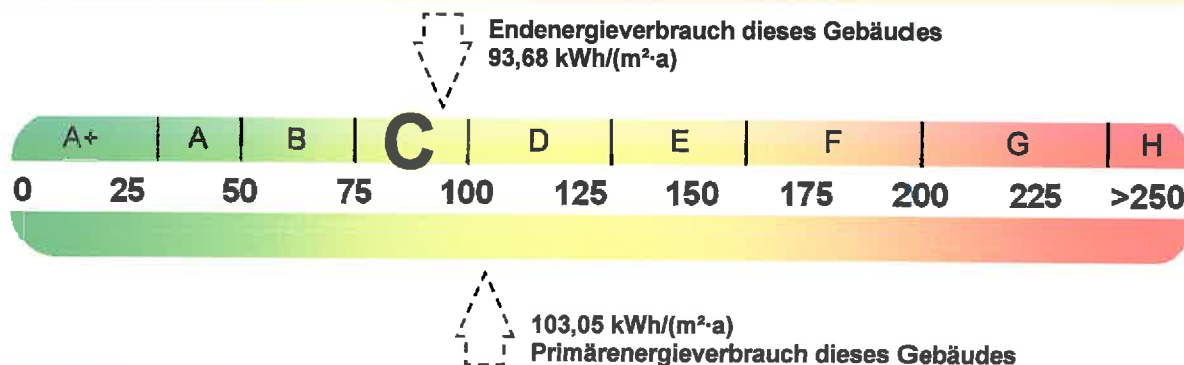 Endenergieverbrauch dieses Gebäudes
93,68 kWh/(m²·a)
A+ A B C D E F G H
0 25 50 75 100 125 150 175 200 225 >250
103,05 kWh/(m²·a)
Primärenergieverbrauch dieses Gebäudes